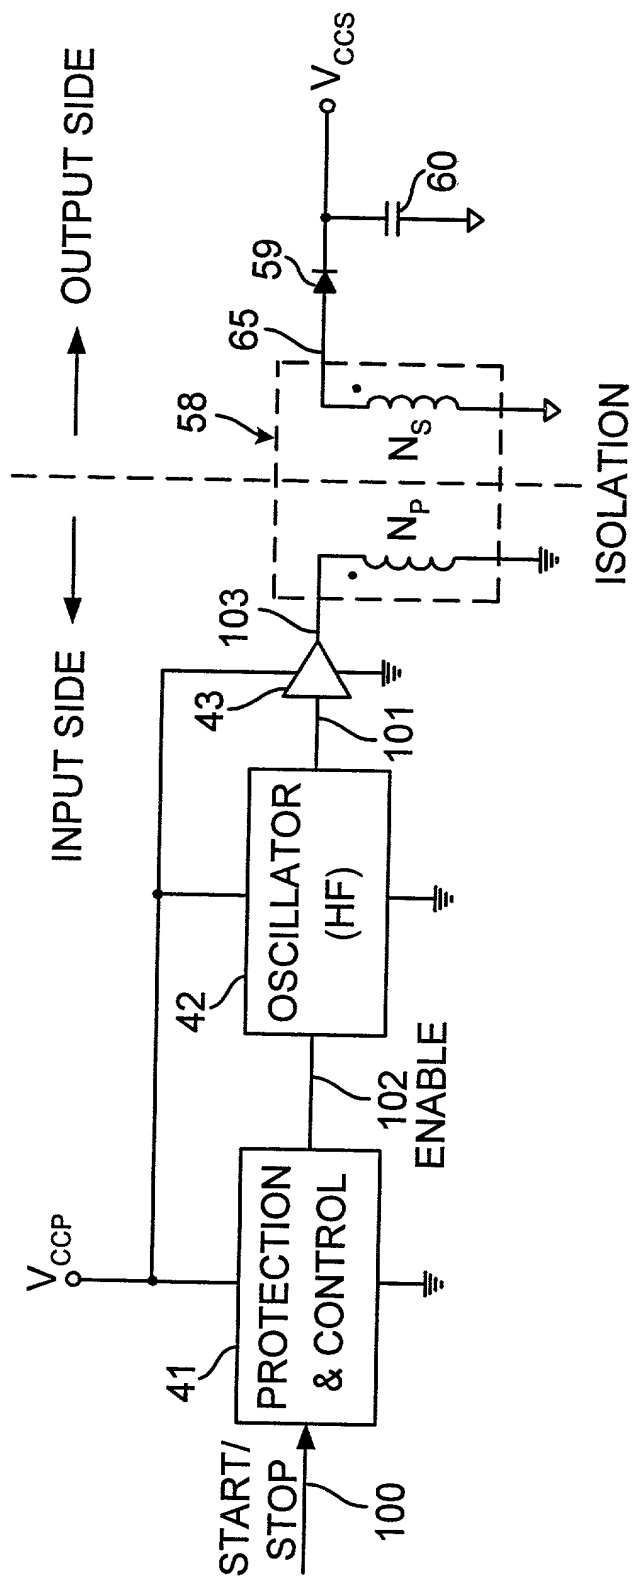 INPUT SIDE
OUTPUT SIDE
V_CCP
START/
STOP
100
41
PROTECTION
& CONTROL
102
ENABLE
42
OSCILLATOR
(HF)
101
43
103
58
N_P
N_S
65
59
60
V_CCS
ISOLATION